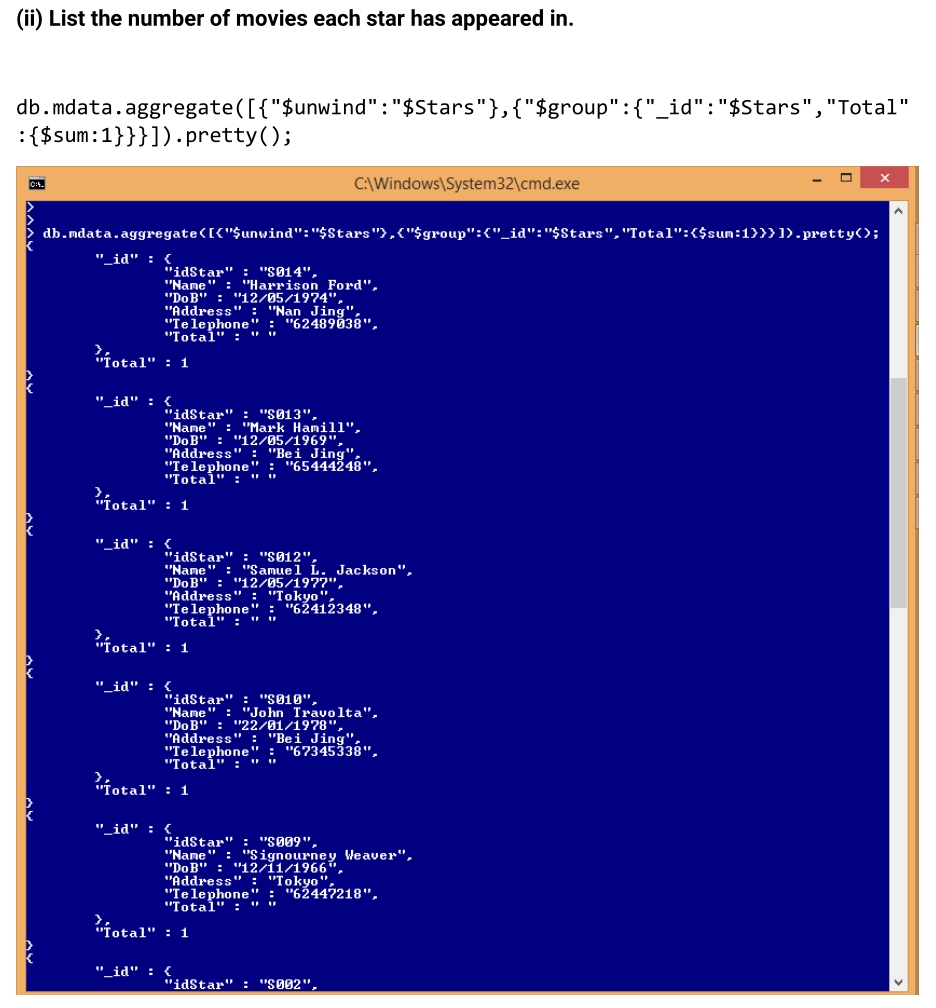 (ii) List the number of movies each star has appeared in.
db.mdata.aggregate([{"$unwind":"$Stars"},{"$group":{"_id":"$Stars","Total"
:{$sum:1}}}]).pretty();
C:\Windows\System32\cmd.exe
>
>
> db.mdata.aggregate([{"$unwind":"$Stars"},{"$group":{"_id":"$Stars","Total":{$sum:1}}}]).pretty();
{
"_id" : {
"idStar" : "S014",
"Name" : "Harrison Ford",
"DoB" : "12/05/1974",
"Address" : "Nan Jing",
"Telephone" : "62489038",
"Total" : " "
},
"Total" : 1
}
{
"_id" : {
"idStar" : "S013",
"Name" : "Mark Hamill",
"DoB" : "12/05/1969",
"Address" : "Bei Jing",
"Telephone" : "65444248",
"Total" : " "
},
"Total" : 1
}
{
"_id" : {
"idStar" : "S012",
"Name" : "Samuel L. Jackson",
"DoB" : "12/05/1977",
"Address" : "Tokyo",
"Telephone" : "62412348",
"Total" : " "
},
"Total" : 1
}
{
"_id" : {
"idStar" : "S010",
"Name" : "John Travolta",
"DoB" : "22/01/1978",
"Address" : "Bei Jing",
"Telephone" : "67345338",
"Total" : " "
},
"Total" : 1
}
{
"_id" : {
"idStar" : "S009",
"Name" : "Signourney Weaver",
"DoB" : "12/11/1966",
"Address" : "Tokyo",
"Telephone" : "62447218",
"Total" : " "
},
"Total" : 1
}
{
"_id" : {
"idStar" : "S002",